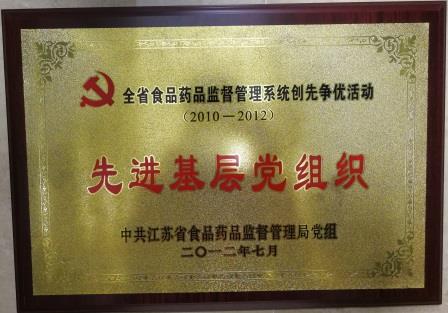 全省食品药品监督管理系统创先争优活动
(2010—2012)
先进基层党组织
中共江苏省食品药品监督管理局党组
二〇一二年七月